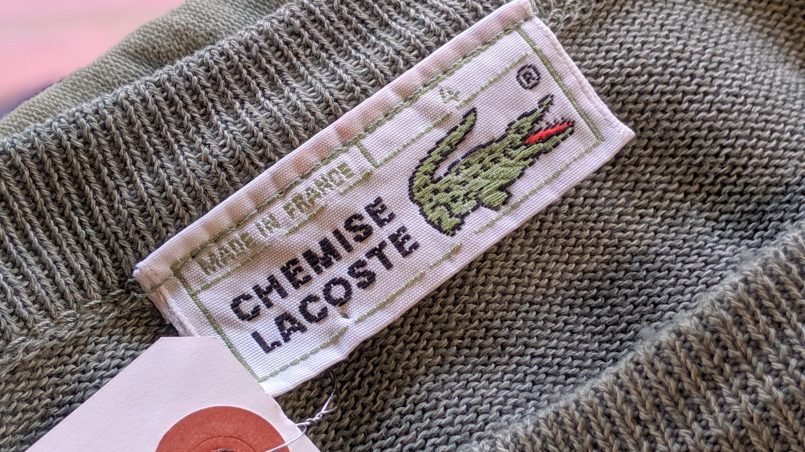 MADE IN FRANCE
4
®
CHEMISE
LACOSTE